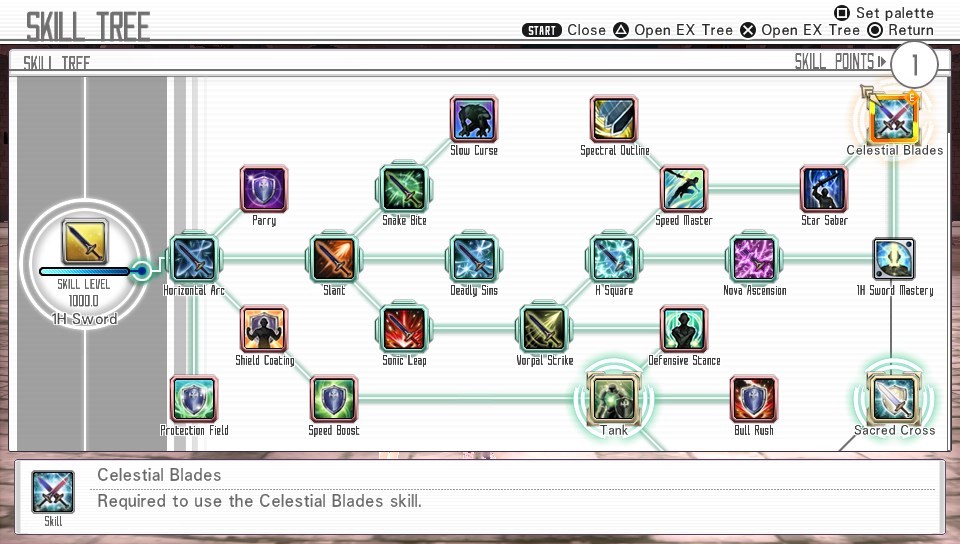 SKILL TREE
Set palette
START Close Open EX Tree Open EX Tree Return
SKILL TREE
SKILL POINTS 1
E
Celestial Blades
Slow Curse
Spectral Outline
Parry
Snake Bite
Speed Master
Star Saber
SKILL LEVEL
1000.0
1H Sword
Horizontal Arc
Slant
Deadly Sins
X Square
Nova Ascension
1H Sword Mastery
Shield Coating
Sonic Leap
Vorpal Strike
Defensive Stance
Protection Field
Speed Boost
Tank
Bull Rush
Sacred Cross
Celestial Blades
Required to use the Celestial Blades skill.
Skill